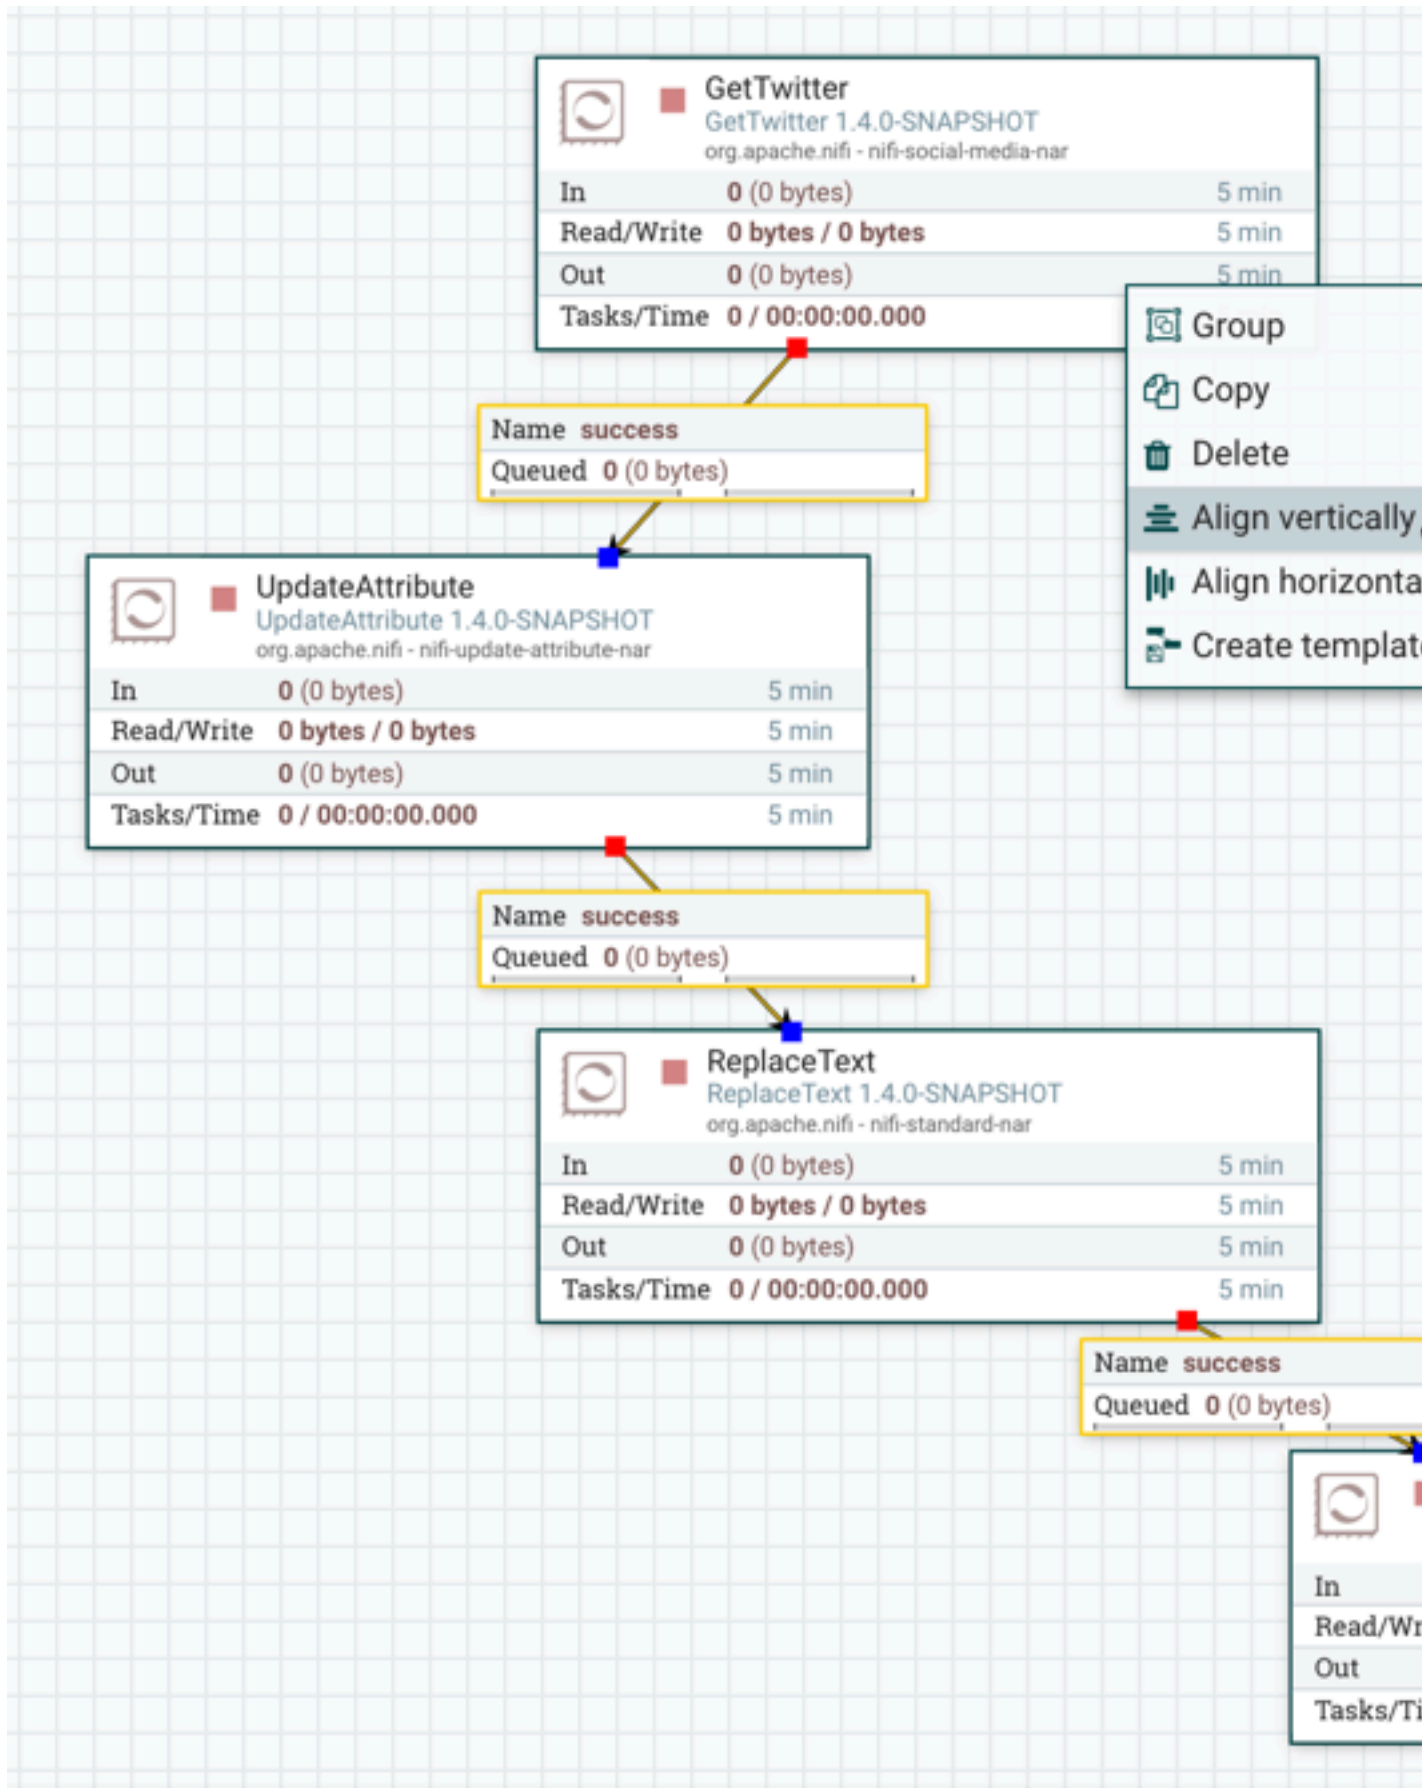 GetTwitter
GetTwitter 1.4.0-SNAPSHOT
org.apache.nifi - nifi-social-media-nar
In 0 (0 bytes) 5 min
Read/Write 0 bytes / 0 bytes 5 min
Out 0 (0 bytes) 5 min
Tasks/Time 0 / 00:00:00.000
Group
Copy
Delete
Align vertically
Align horizonta
Create template
Name success
Queued 0 (0 bytes)
UpdateAttribute
UpdateAttribute 1.4.0-SNAPSHOT
org.apache.nifi - nifi-update-attribute-nar
In 0 (0 bytes) 5 min
Read/Write 0 bytes / 0 bytes 5 min
Out 0 (0 bytes) 5 min
Tasks/Time 0 / 00:00:00.000 5 min
Name success
Queued 0 (0 bytes)
ReplaceText
ReplaceText 1.4.0-SNAPSHOT
org.apache.nifi - nifi-standard-nar
In 0 (0 bytes) 5 min
Read/Write 0 bytes / 0 bytes 5 min
Out 0 (0 bytes) 5 min
Tasks/Time 0 / 00:00:00.000 5 min
Name success
Queued 0 (0 bytes)
In
Read/Wr
Out
Tasks/Ti